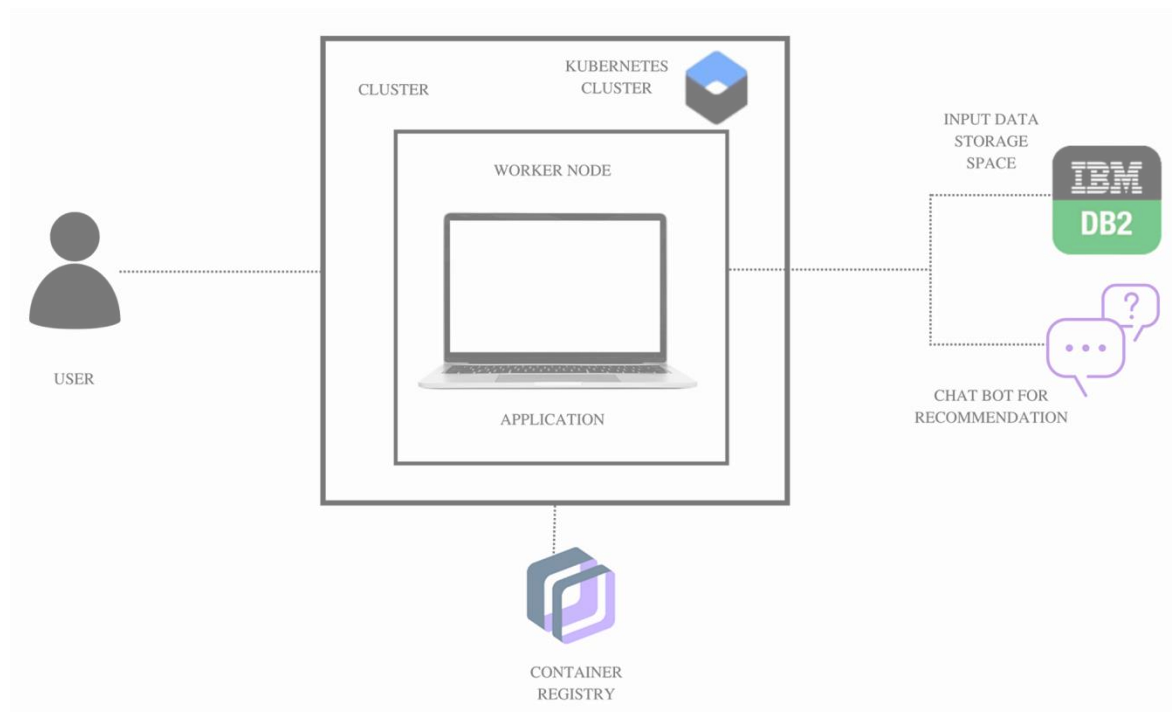 CLUSTER
KUBERNETES
CLUSTER
WORKER NODE
APPLICATION
USER
INPUT DATA
STORAGE
SPACE
IBM
DB2
?
CHAT BOT FOR
RECOMMENDATION
CONTAINER
REGISTRY